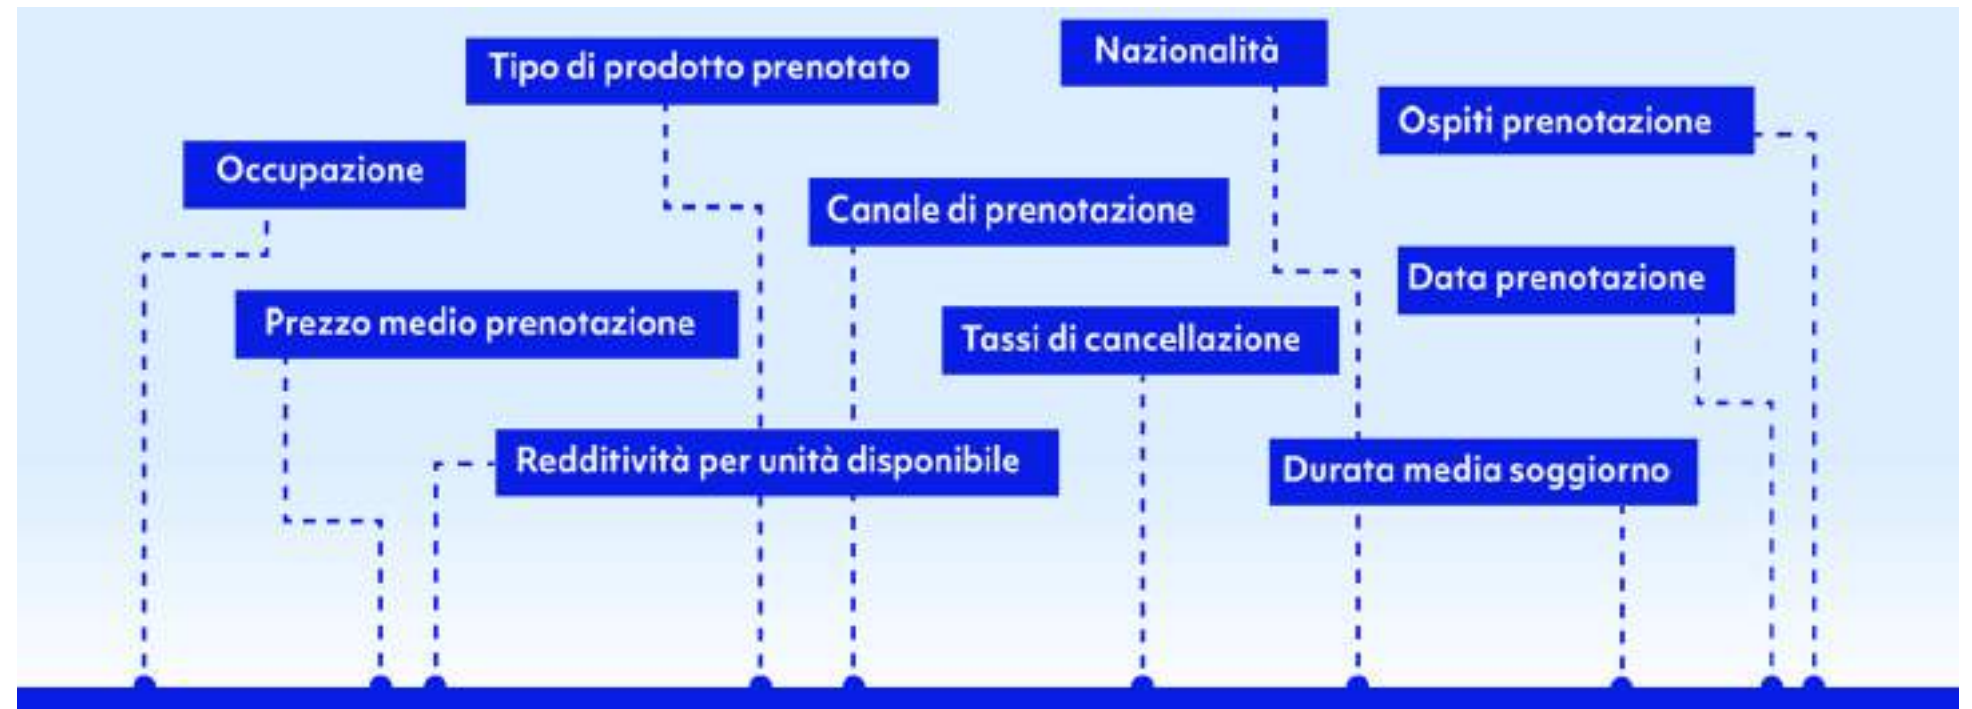 Nazionalità
Tipo di prodotto prenotato
Ospiti prenotazione
Occupazione
Canale di prenotazione
Data prenotazione
Prezzo medio prenotazione
Tassi di cancellazione
Redditività per unità disponibile
Durata media soggiorno